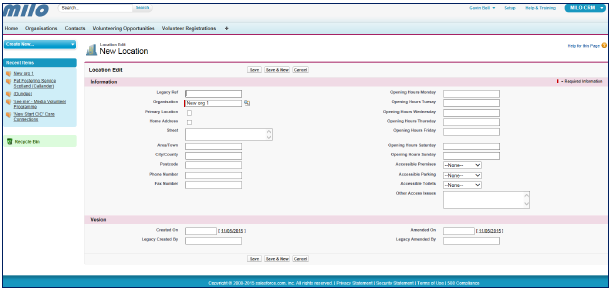 milo
Search...
Search
Gavin Bell
Setup
Help & Training
MILO CRM
Home Organisations Contacts Volunteering Opportunities Volunteer Registrations +
Create New...
Recent Items
New org 1
Pat Fostering Service
Scotland (Callander)
(Dundee)
See me' - Media Volunteer
Programme
'New Start CIC' Care
Connections
Recycle Bin
Location Edit
New Location
Help for this Page
Location Edit
Save Save & New Cancel
Information
= Required Information
Legacy Ref
Opening Hours Monday
Organisation New org 1
Opening Hours Tuesday
Primary Location
Opening Hours Wednesday
Home Address
Opening Hours Thursday
Street
Opening Hours Friday
Area/Town
Opening Hours Saturday
City/County
Opening Hours Sunday
Postcode
Accessible Premises --None--
Phone Number
Accessible Parking --None--
Fax Number
Accessible Toilets --None--
Other Access Issues
Version
Created On [ 11/05/2015 ]
Amended On [ 11/05/2015 ]
Legacy Created By
Legacy Amended By
Save Save & New Cancel
Copyright © 2000-2015 salesforce.com, inc. All rights reserved. | Privacy Statement | Security Statement | Terms of Use | 508 Compliance